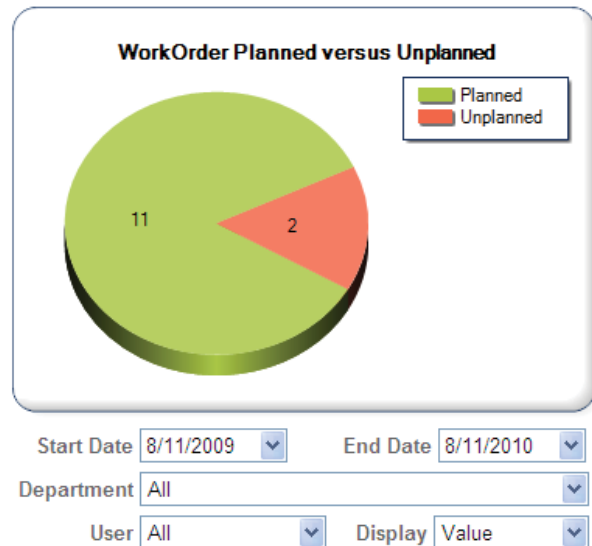 WorkOrder Planned versus Unplanned
Planned
Unplanned
11
2
Start Date 8/11/2009 End Date 8/11/2010
Department All
User All Display Value